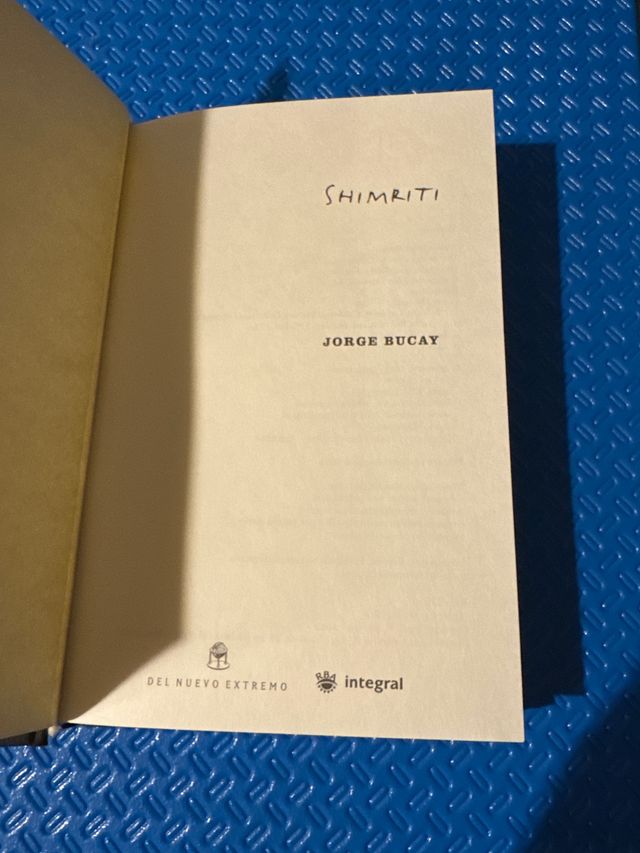 SHIMRITI
JORGE BUCAY
DEL NUEVO EXTREMO
RBA integral